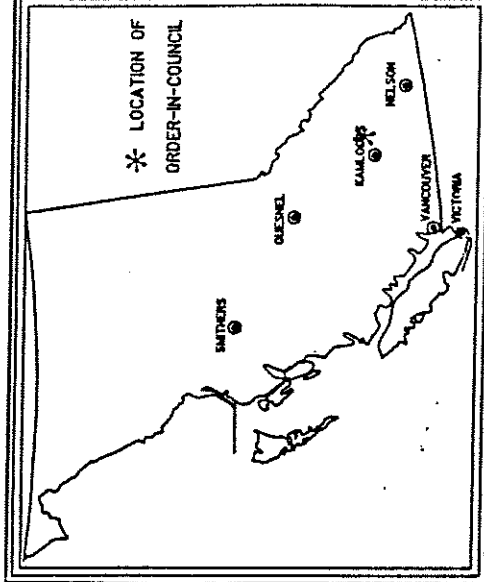 * LOCATION OF
ORDER-IN-COUNCIL
SMITHERS
QUESNEL
KAMLOOPS
NELSON
VANCOUVER
VICTORIA